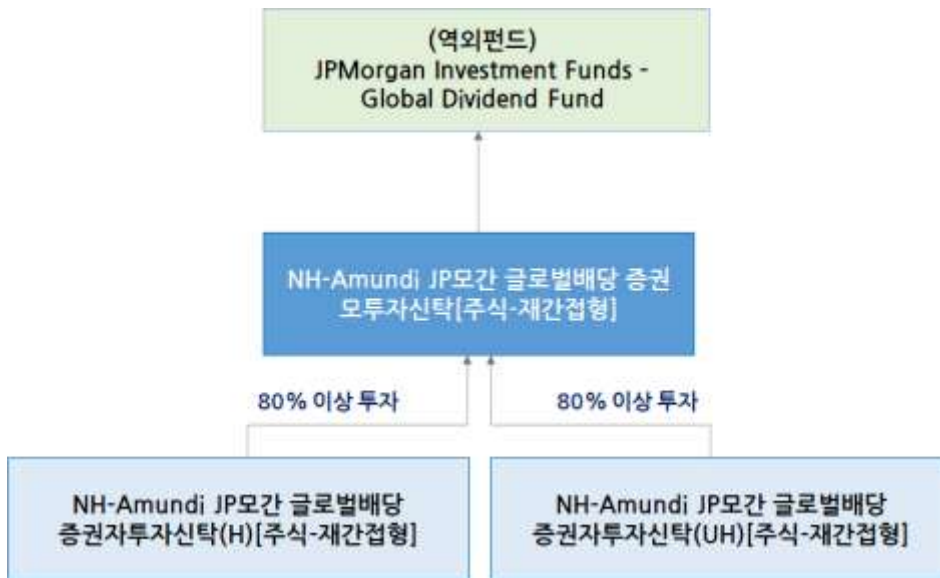 (역외펀드)
JPMorgan Investment Funds -
Global Dividend Fund
NH-Amundi JP모간 글로벌배당 증권
모투자신탁[주식-재간접형]
80% 이상 투자
80% 이상 투자
NH-Amundi JP모간 글로벌배당
증권자투자신탁(H)[주식-재간접형]
NH-Amundi JP모간 글로벌배당
증권자투자신탁(UH)[주식-재간접형]